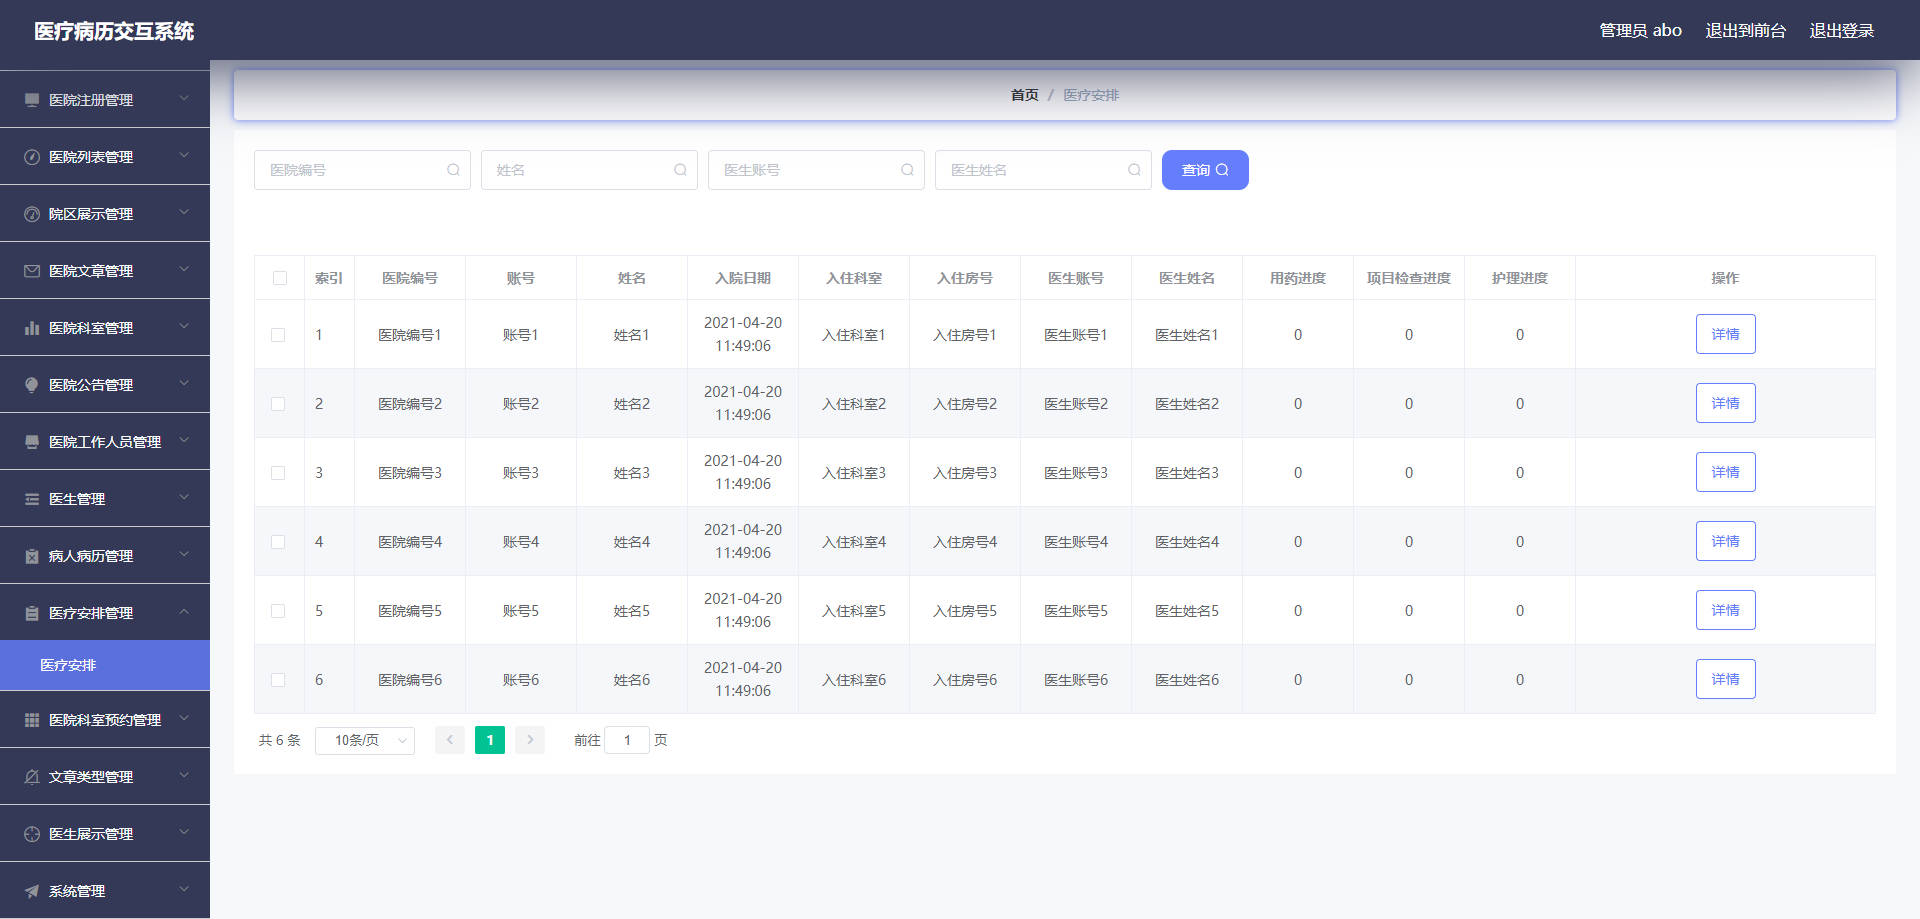 医疗病历交互系统
管理员 abo 退出到前台 退出登录
医院注册管理
医院列表管理
院区展示管理
医院文章管理
医院科室管理
医院公告管理
医院工作人员管理
医生管理
病人病历管理
医疗安排管理
医疗安排
医院科室预约管理
文章类型管理
医生展示管理
系统管理
首页 / 医疗安排
医院编号 姓名 医生账号 医生姓名 查询
索引 医院编号 账号 姓名 入院日期 入住科室 入住房号 医生账号 医生姓名 用药进度 项目检查进度 护理进度 操作
1 医院编号1 账号1 姓名1 2021-04-20 11:49:06 入住科室1 入住房号1 医生账号1 医生姓名1 0 0 0 详情
2 医院编号2 账号2 姓名2 2021-04-20 11:49:06 入住科室2 入住房号2 医生账号2 医生姓名2 0 0 0 详情
3 医院编号3 账号3 姓名3 2021-04-20 11:49:06 入住科室3 入住房号3 医生账号3 医生姓名3 0 0 0 详情
4 医院编号4 账号4 姓名4 2021-04-20 11:49:06 入住科室4 入住房号4 医生账号4 医生姓名4 0 0 0 详情
5 医院编号5 账号5 姓名5 2021-04-20 11:49:06 入住科室5 入住房号5 医生账号5 医生姓名5 0 0 0 详情
6 医院编号6 账号6 姓名6 2021-04-20 11:49:06 入住科室6 入住房号6 医生账号6 医生姓名6 0 0 0 详情
共 6 条 10条/页 1 前往 1 页